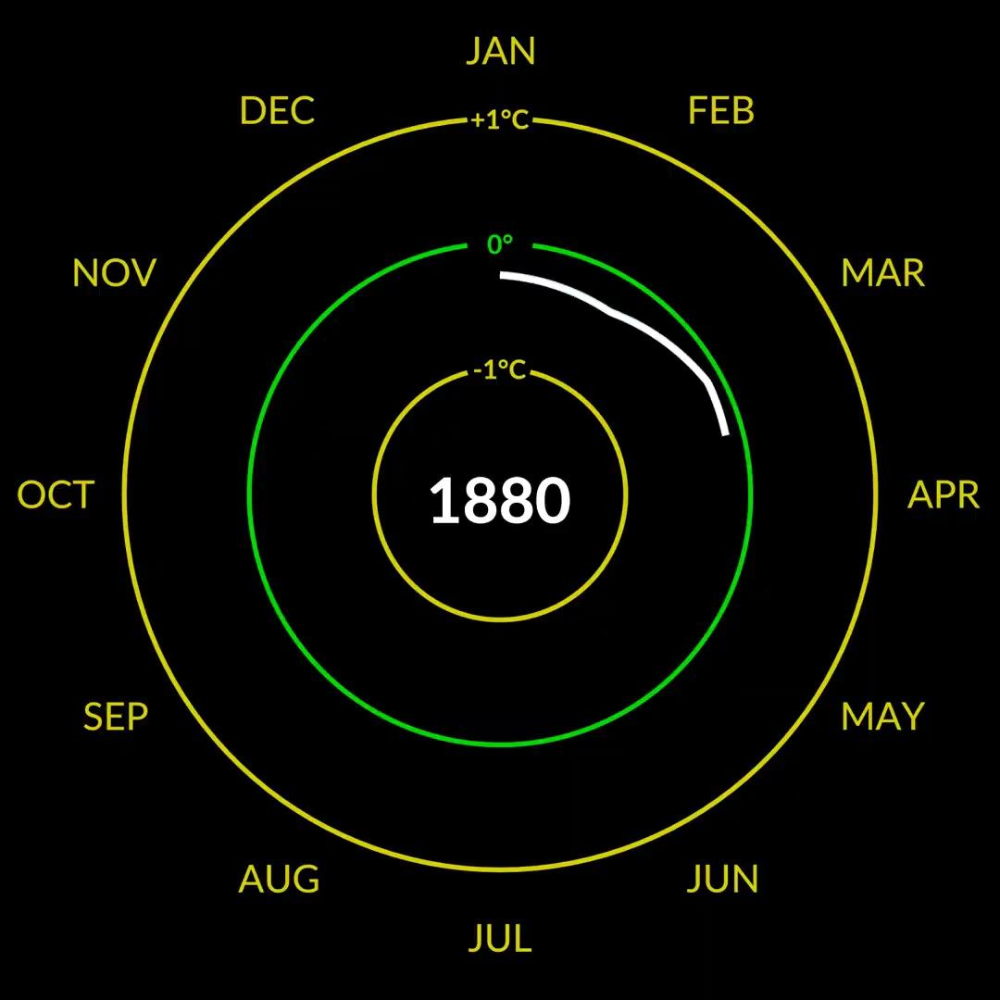 JAN
DEC
FEB
+1°C
0°
NOV
MAR
-1°C
1880
OCT
APR
SEP
MAY
AUG
JUN
JUL